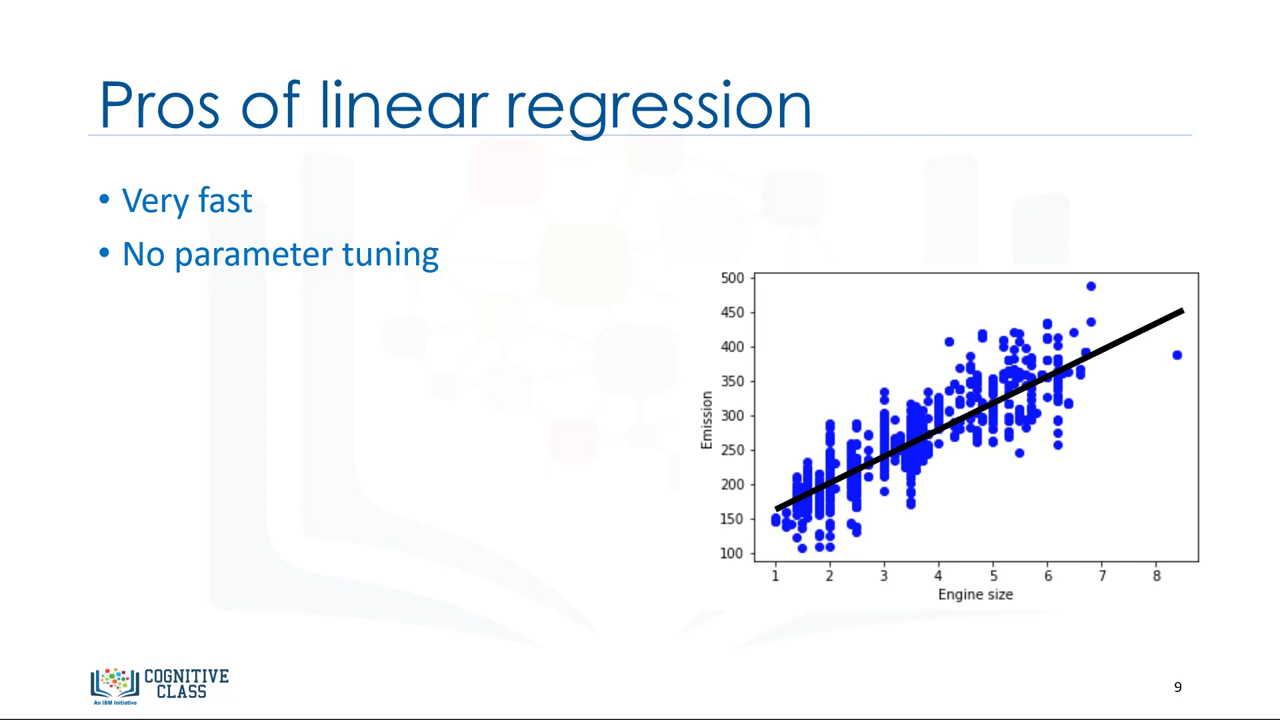 Pros of linear regression
• Very fast
• No parameter tuning
500
450
400
350
300
250
200
150
100
Emission
1 2 3 4 5 6 7 8
Engine size
COGNITIVE
CLASS
An IBM Initiative
9